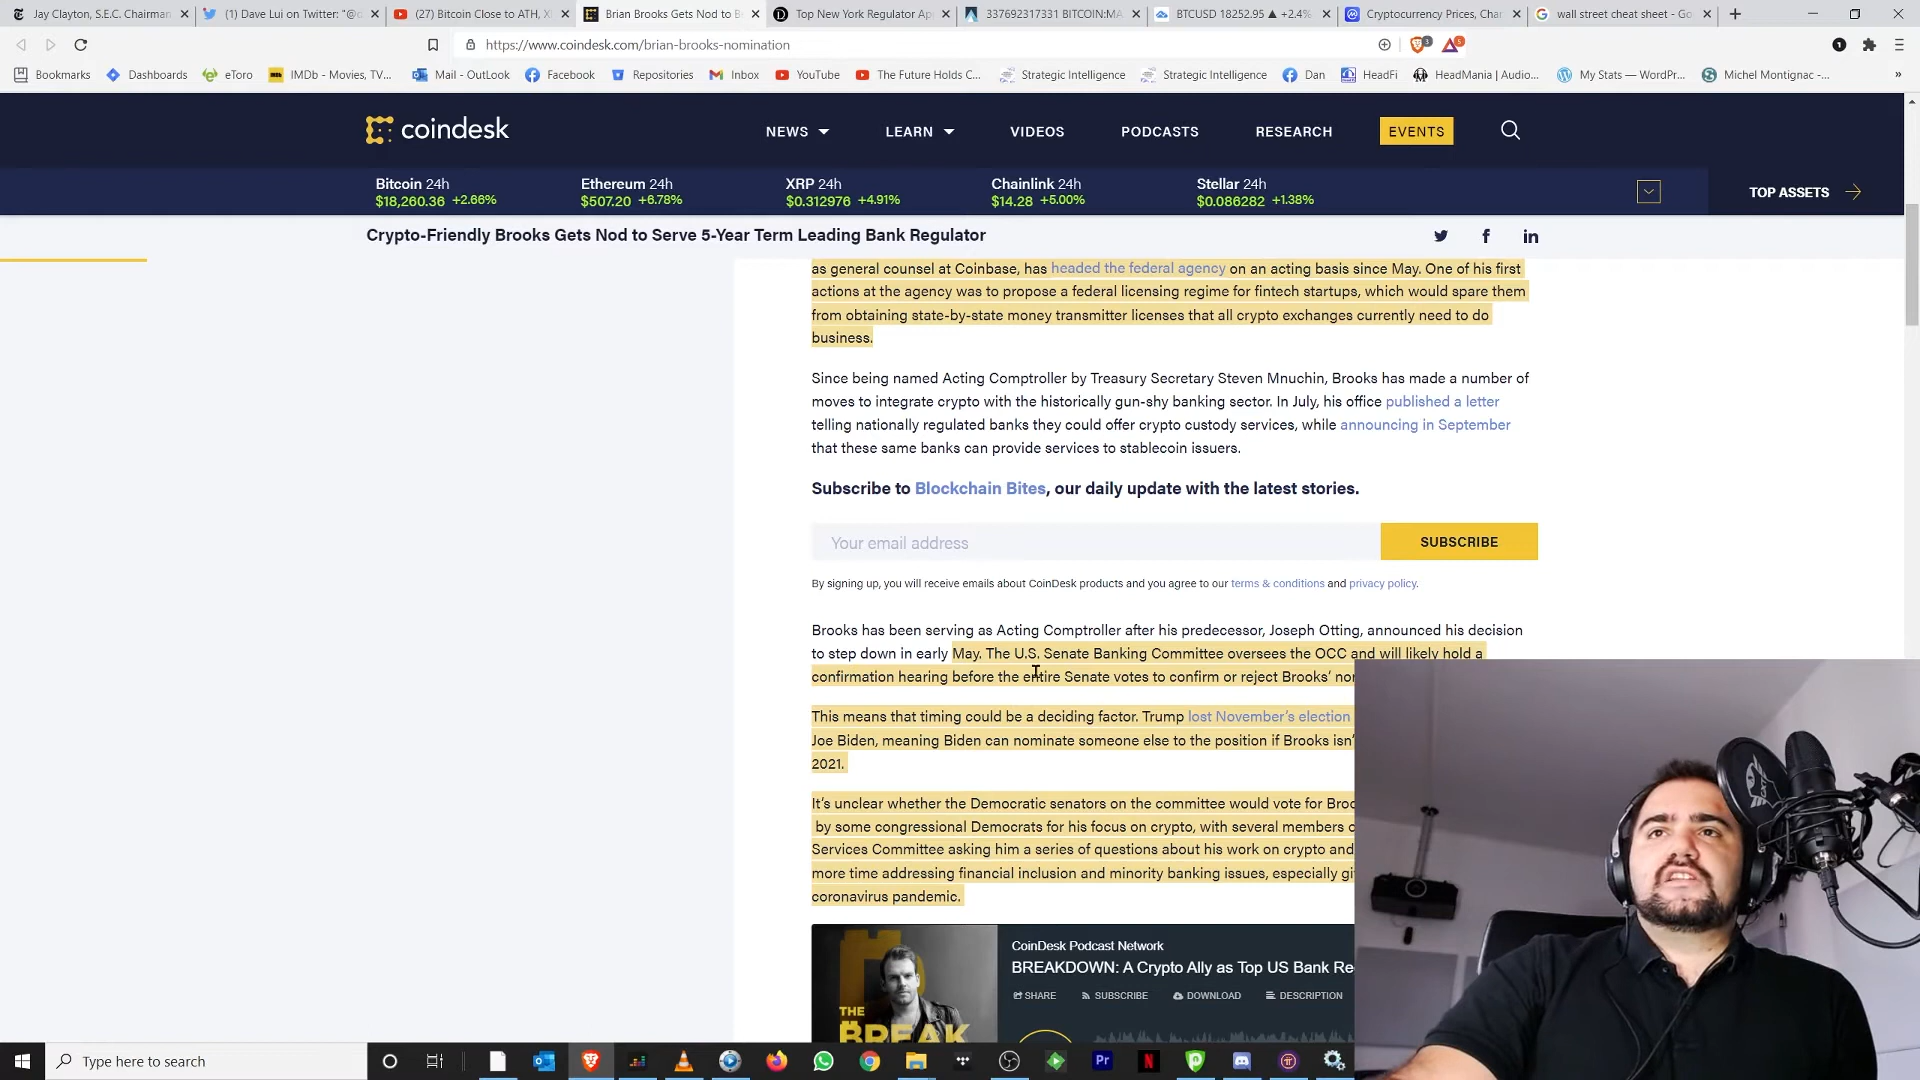 Jay Clayton, S.E.C. Chairman
(1) Dave Lui on Twitter: "@c
(27) Bitcoin Close to ATH, X
Brian Brooks Gets Nod to Be
Top New York Regulator Ap
337692317331 BITCOIN:MA
BTCUSD 18252.95 ▲ +2.4%
Cryptocurrency Prices, Char
wall street cheat sheet - Go
https://www.coindesk.com/brian-brooks-nomination
Bookmarks Dashboards eToro IMDb - Movies, TV... Mail - OutLook Facebook Repositories Inbox YouTube The Future Holds C... Strategic Intelligence Strategic Intelligence Dan HeadFi HeadMania | Audio... My Stats — WordPr... Michel Montignac -...
coindesk
NEWS LEARN VIDEOS PODCASTS RESEARCH EVENTS
Bitcoin 24h Ethereum 24h XRP 24h Chainlink 24h Stellar 24h
$18,260.36 +2.66% $507.20 +6.78% $0.312976 +4.91% $14.28 +5.00% $0.086282 +1.38%
TOP ASSETS
Crypto-Friendly Brooks Gets Nod to Serve 5-Year Term Leading Bank Regulator
as general counsel at Coinbase, has headed the federal agency on an acting basis since May. One of his first
actions at the agency was to propose a federal licensing regime for fintech startups, which would spare them
from obtaining state-by-state money transmitter licenses that all crypto exchanges currently need to do
business.
Since being named Acting Comptroller by Treasury Secretary Steven Mnuchin, Brooks has made a number of
moves to integrate crypto with the historically gun-shy banking sector. In July, his office published a letter
telling nationally regulated banks they could offer crypto custody services, while announcing in September
that these same banks can provide services to stablecoin issuers.
Subscribe to Blockchain Bites, our daily update with the latest stories.
Your email address
SUBSCRIBE
By signing up, you will receive emails about CoinDesk products and you agree to our terms & conditions and privacy policy.
Brooks has been serving as Acting Comptroller after his predecessor, Joseph Otting, announced his decision
to step down in early May. The U.S. Senate Banking Committee oversees the OCC and will likely hold a
confirmation hearing before the entire Senate votes to confirm or reject Brooks' nor
This means that timing could be a deciding factor. Trump lost November's election
Joe Biden, meaning Biden can nominate someone else to the position if Brooks isn'
2021.
It's unclear whether the Democratic senators on the committee would vote for Broo
by some congressional Democrats for his focus on crypto, with several members o
Services Committee asking him a series of questions about his work on crypto and
more time addressing financial inclusion and minority banking issues, especially gi
coronavirus pandemic.
CoinDesk Podcast Network
BREAKDOWN: A Crypto Ally as Top US Bank Re
SHARE SUBSCRIBE DOWNLOAD DESCRIPTION
THE
BREAK
Type here to search